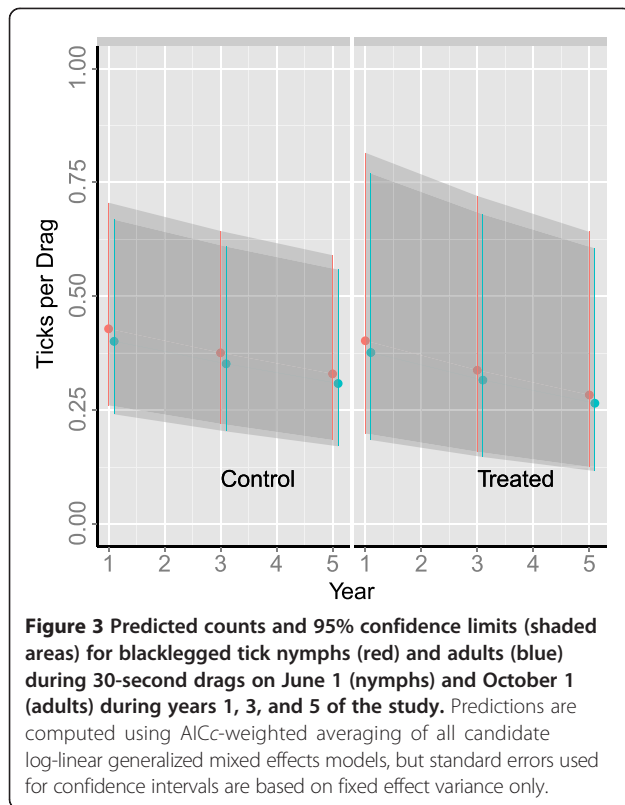 1.00
0.75
0.50
0.25
0.00
Ticks per Drag
Control
Treated
1 2 3 4 5 1 2 3 4 5
Year
Figure 3 Predicted counts and 95% confidence limits (shaded
areas) for blacklegged tick nymphs (red) and adults (blue)
during 30-second drags on June 1 (nymphs) and October 1
(adults) during years 1, 3, and 5 of the study. Predictions are
computed using AICc-weighted averaging of all candidate
log-linear generalized mixed effects models, but standard errors used
for confidence intervals are based on fixed effect variance only.